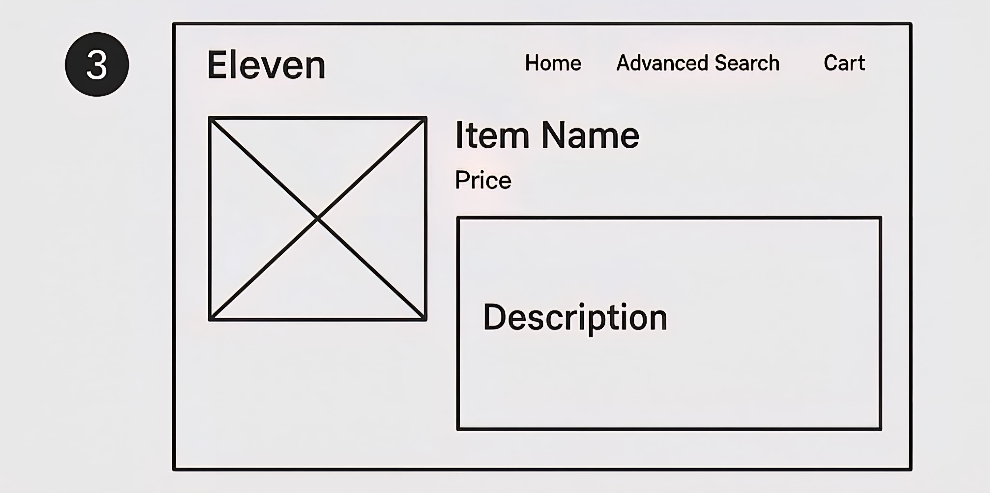 3
Eleven
Home Advanced Search Cart
Item Name
Price
Description